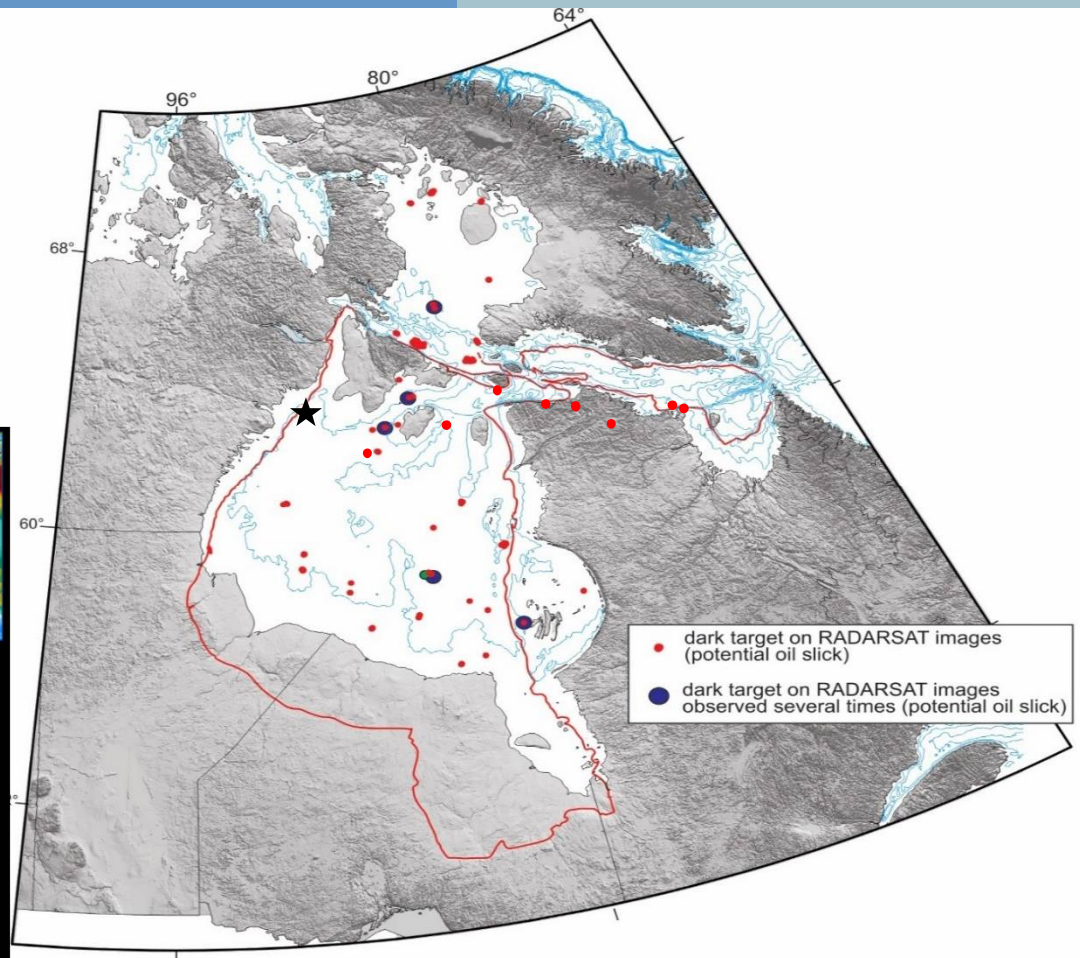 64°
80°
96°
68°
60°
dark target on RADARSAT images
(potential oil slick)
dark target on RADARSAT images
observed several times (potential oil slick)